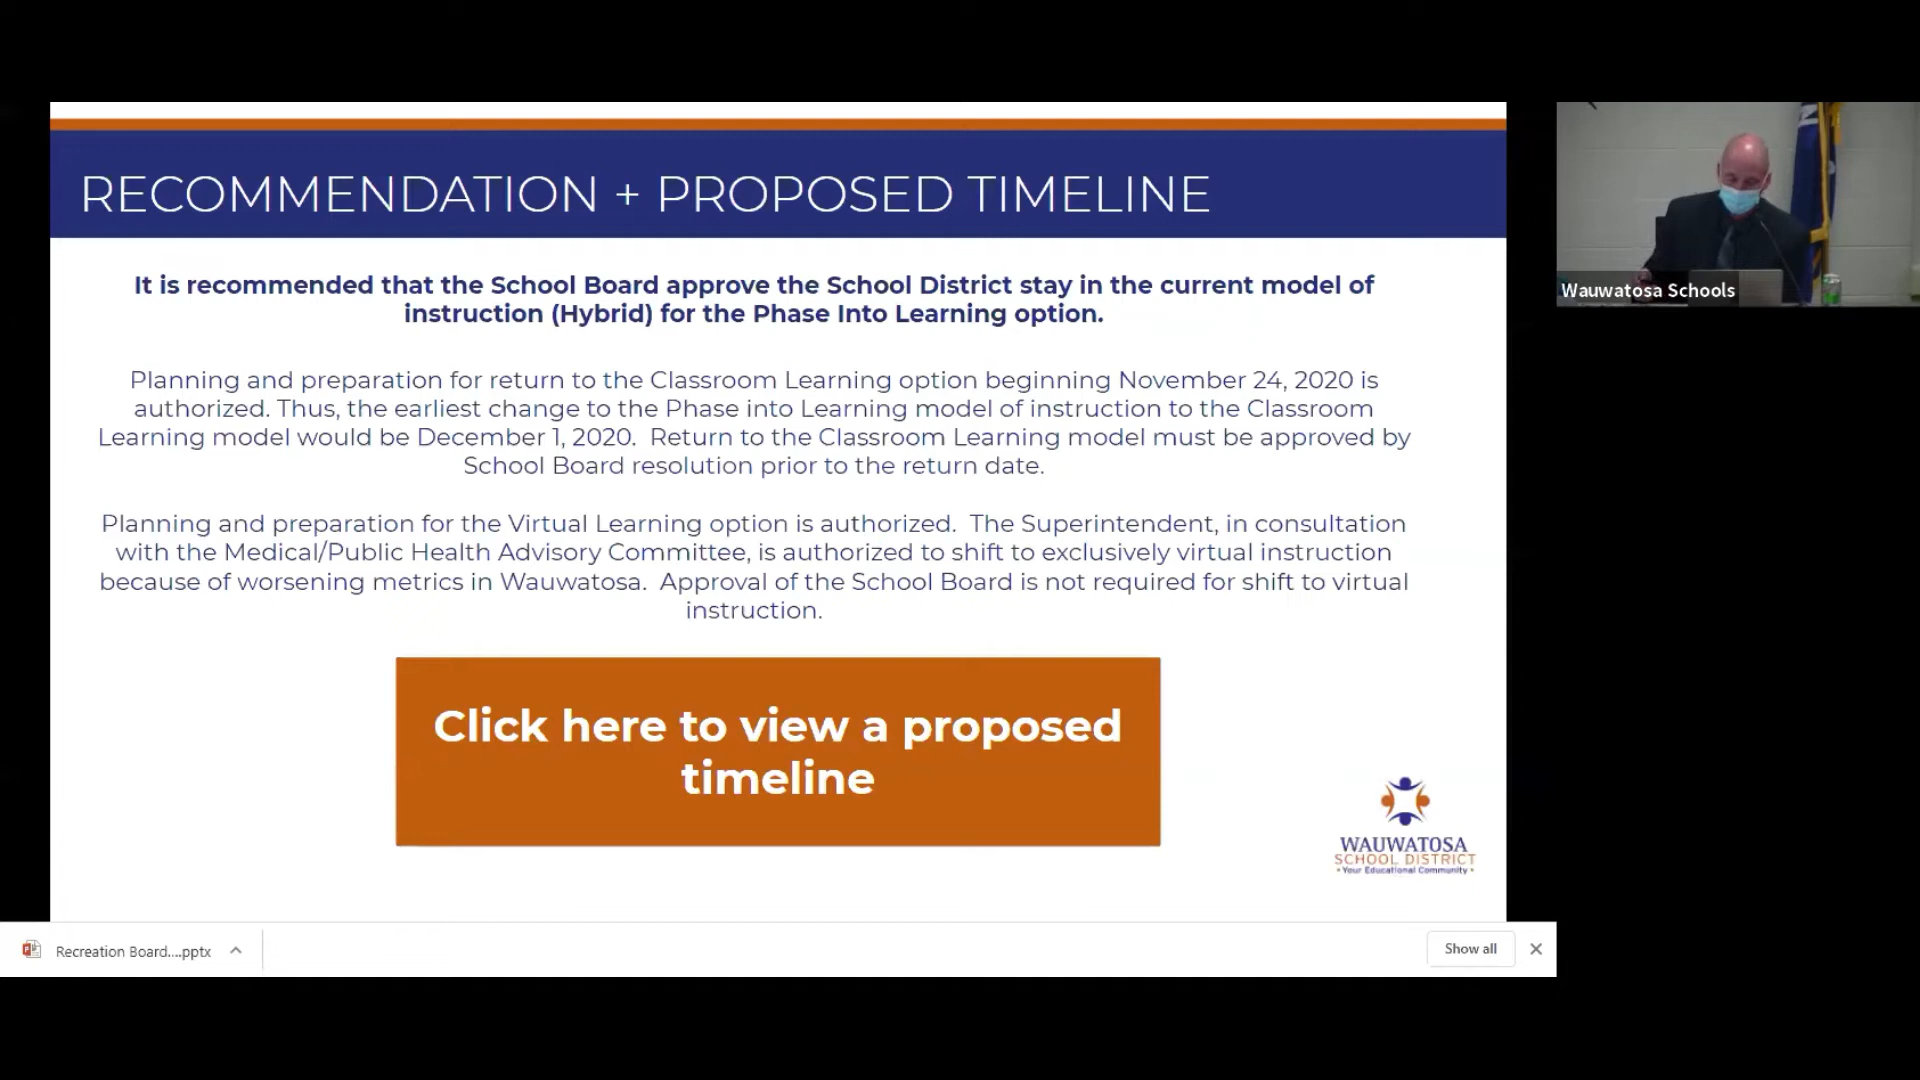 RECOMMENDATION + PROPOSED TIMELINE
It is recommended that the School Board approve the School District stay in the current model of
instruction (Hybrid) for the Phase Into Learning option.
Planning and preparation for return to the Classroom Learning option beginning November 24, 2020 is
authorized. Thus, the earliest change to the Phase into Learning model of instruction to the Classroom
Learning model would be December 1, 2020. Return to the Classroom Learning model must be approved by
School Board resolution prior to the return date.
Planning and preparation for the Virtual Learning option is authorized. The Superintendent, in consultation
with the Medical/Public Health Advisory Committee, is authorized to shift to exclusively virtual instruction
because of worsening metrics in Wauwatosa. Approval of the School Board is not required for shift to virtual
instruction.
Click here to view a proposed
timeline
WAUWATOSA
SCHOOL DISTRICT
• Your Educational Community •
Wauwatosa Schools
Recreation Board....pptx
Show all